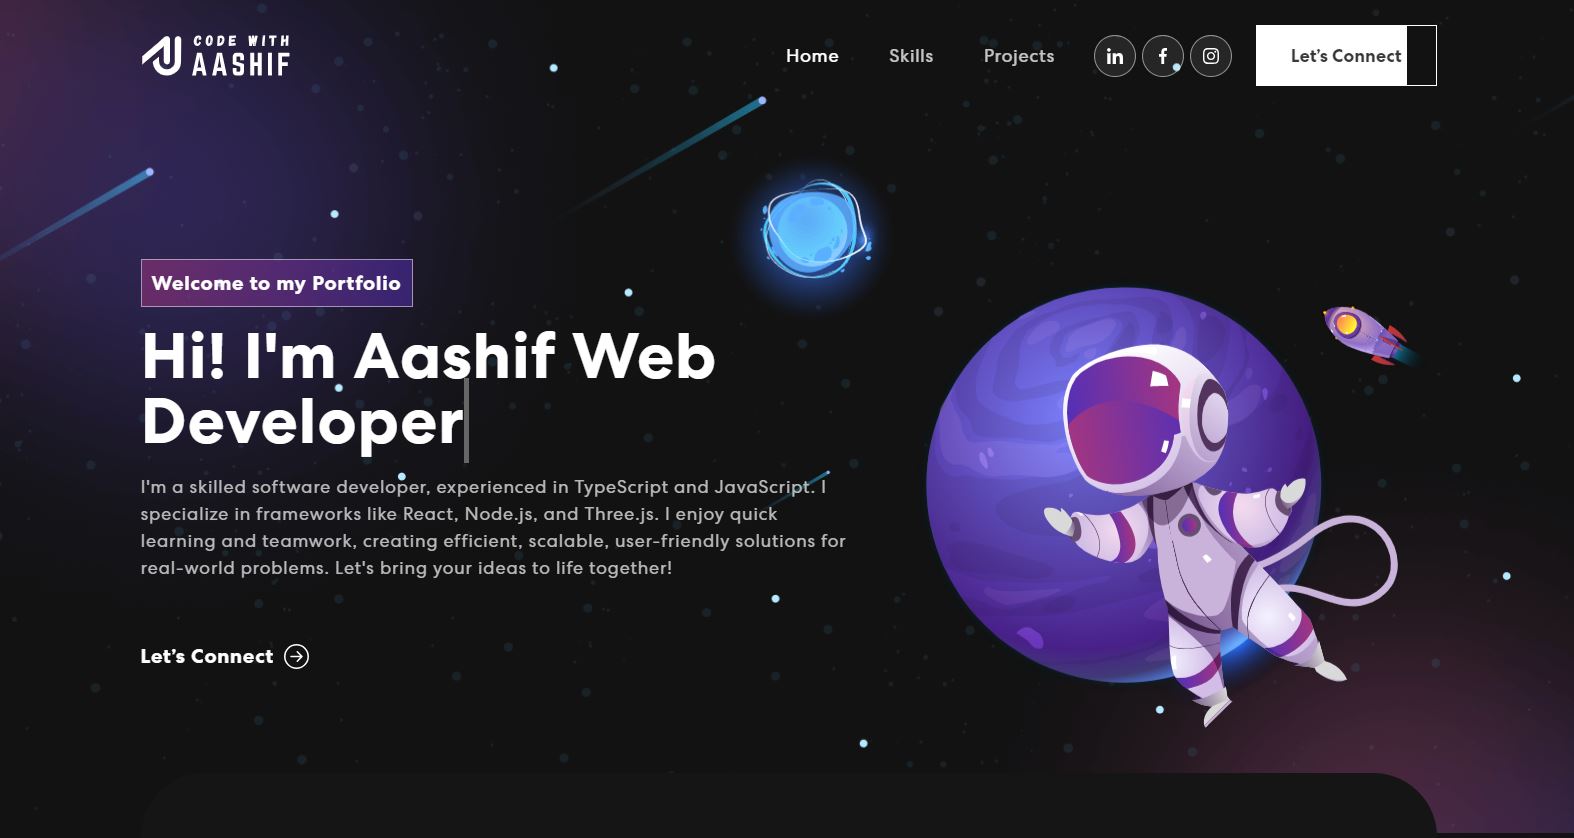 CODE WITH
AASHIF
Home
Skills
Projects
in
f
Let’s Connect
Welcome to my Portfolio
Hi! I'm Aashif Web
Developer
I'm a skilled software developer, experienced in TypeScript and JavaScript. I
specialize in frameworks like React, Node.js, and Three.js. I enjoy quick
learning and teamwork, creating efficient, scalable, user-friendly solutions for
real-world problems. Let's bring your ideas to life together!
Let’s Connect